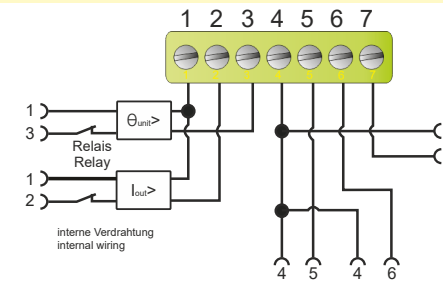 1 2 3 4 5 6 7
1 2 3 4 5 6 7
1
Θunit>
3
Relais
Relay
1
Iout>
2
interne Verdrahtung
internal wiring
4 5 4 6